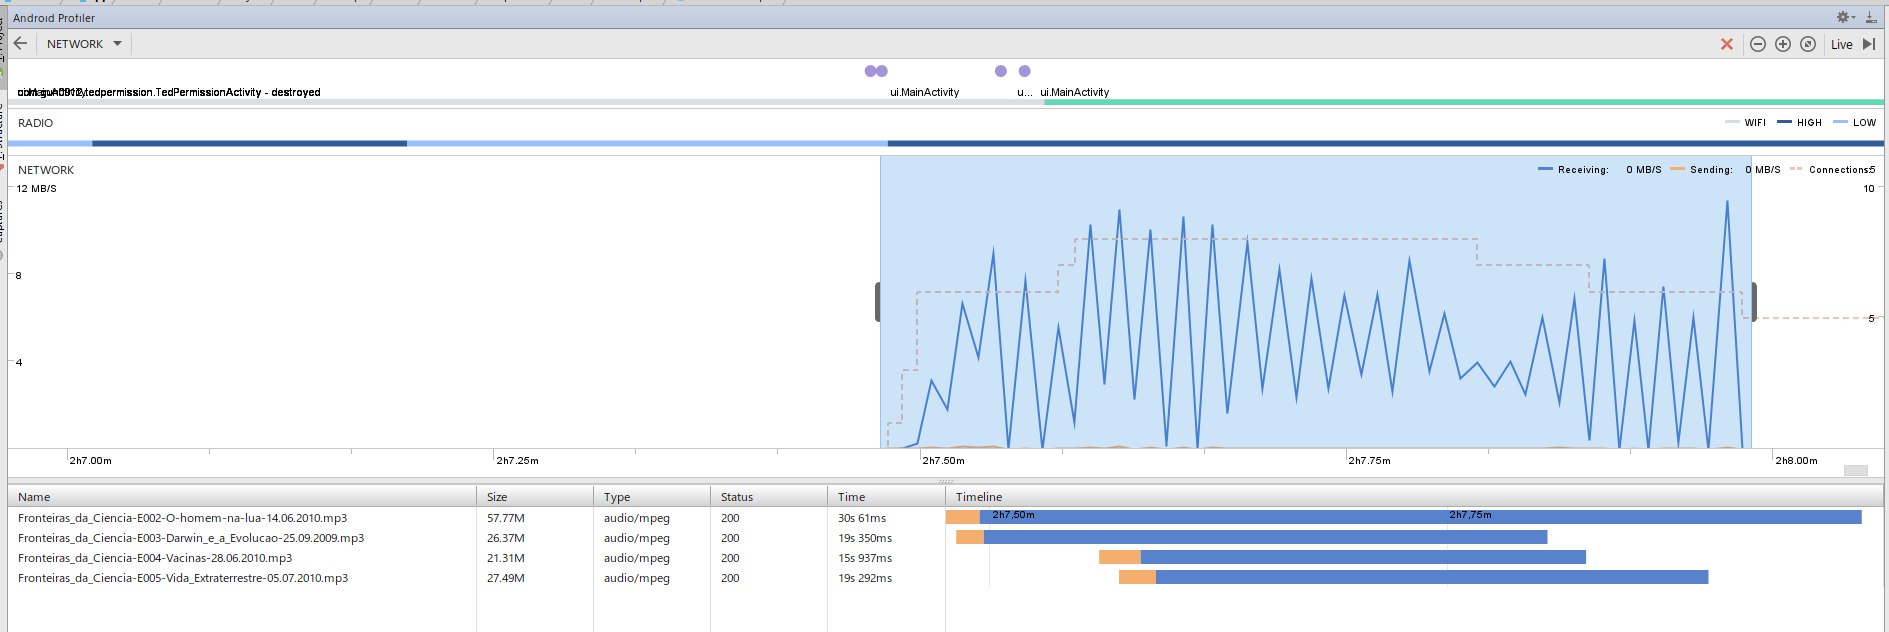 Android Profiler
NETWORK
Live
TedPermissionActivity - destroyed
ui.MainActivity
u...
ui.MainActivity
RADIO
WIFI HIGH LOW
NETWORK
Receiving: 0 MB/S Sending: 0 MB/S Connections:5
12 MB/S
10
8
5
4
2h7.00m 2h7.25m 2h7.50m 2h7.75m 2h8.00m
Name Size Type Status Time Timeline
2h7,50m 2h7,75m
Fronteiras_da_Ciencia-E002-O-homem-na-lua-14.06.2010.mp3 57.77M audio/mpeg 200 30s 61ms
Fronteiras_da_Ciencia-E003-Darwin_e_a_Evolucao-25.09.2009.mp3 26.37M audio/mpeg 200 19s 350ms
Fronteiras_da_Ciencia-E004-Vacinas-28.06.2010.mp3 21.31M audio/mpeg 200 15s 937ms
Fronteiras_da_Ciencia-E005-Vida_Extraterrestre-05.07.2010.mp3 27.49M audio/mpeg 200 19s 292ms